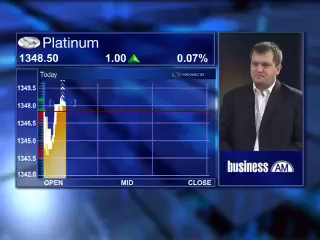 Platinum
1348.50 1.00 0.07%
Today
1349.5
1348.0
1346.5
1345.0
1343.5
1342.0
OPEN MID CLOSE
business AM